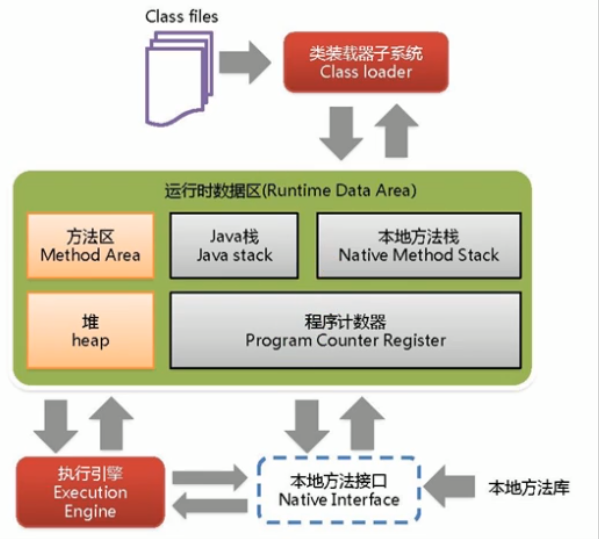 Class files
类装载器子系统
Class loader
运行时数据区(Runtime Data Area)
方法区
Method Area
Java栈
Java stack
本地方法栈
Native Method Stack
堆
heap
程序计数器
Program Counter Register
执行引擎
Execution
Engine
本地方法接口
Native Interface
本地方法库